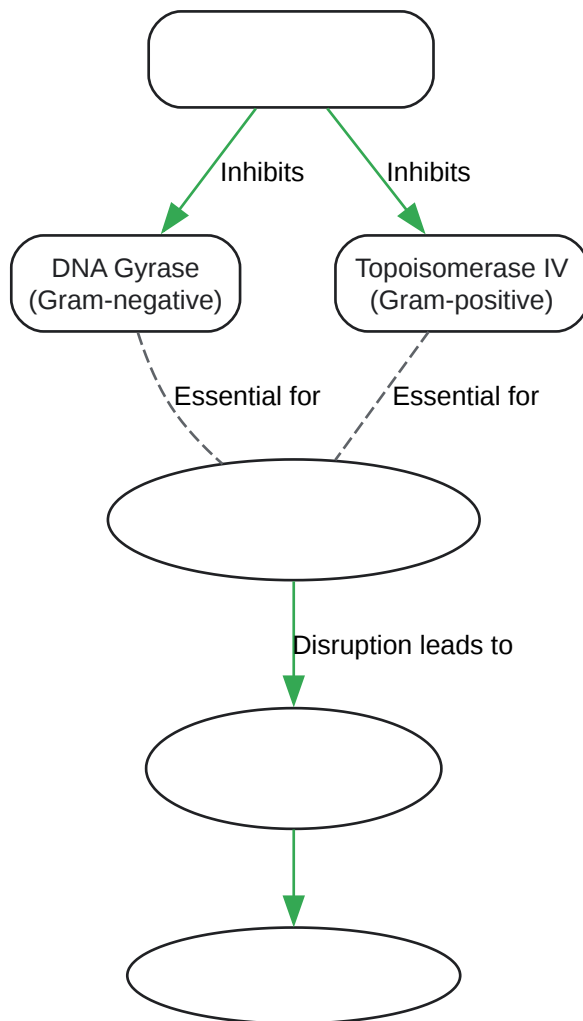 Inhibits
Inhibits
DNA Gyrase
(Gram-negative)
Topoisomerase IV
(Gram-positive)
Essential for
Essential for
Disruption leads to